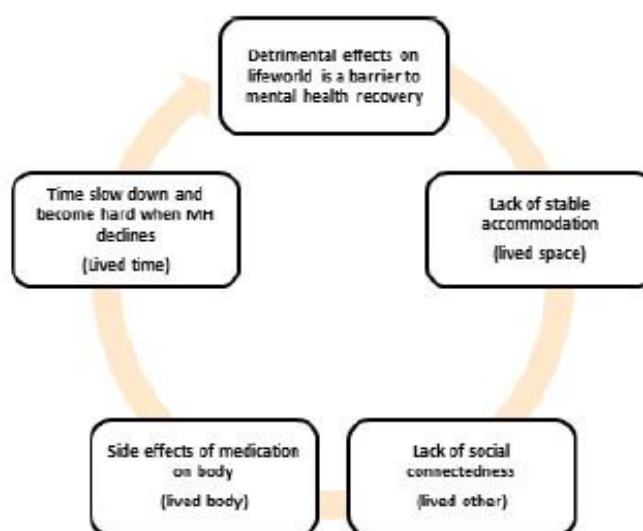 Detrimental effects on
lifeworld is a barrier to
mental health recovery
Lack of stable
accommodation
(lived space)
Lack of social
connectedness
(lived other)
Side effects of medication
on body
(lived body)
Time slow down and
become hard when MH
declines
(Lived time)